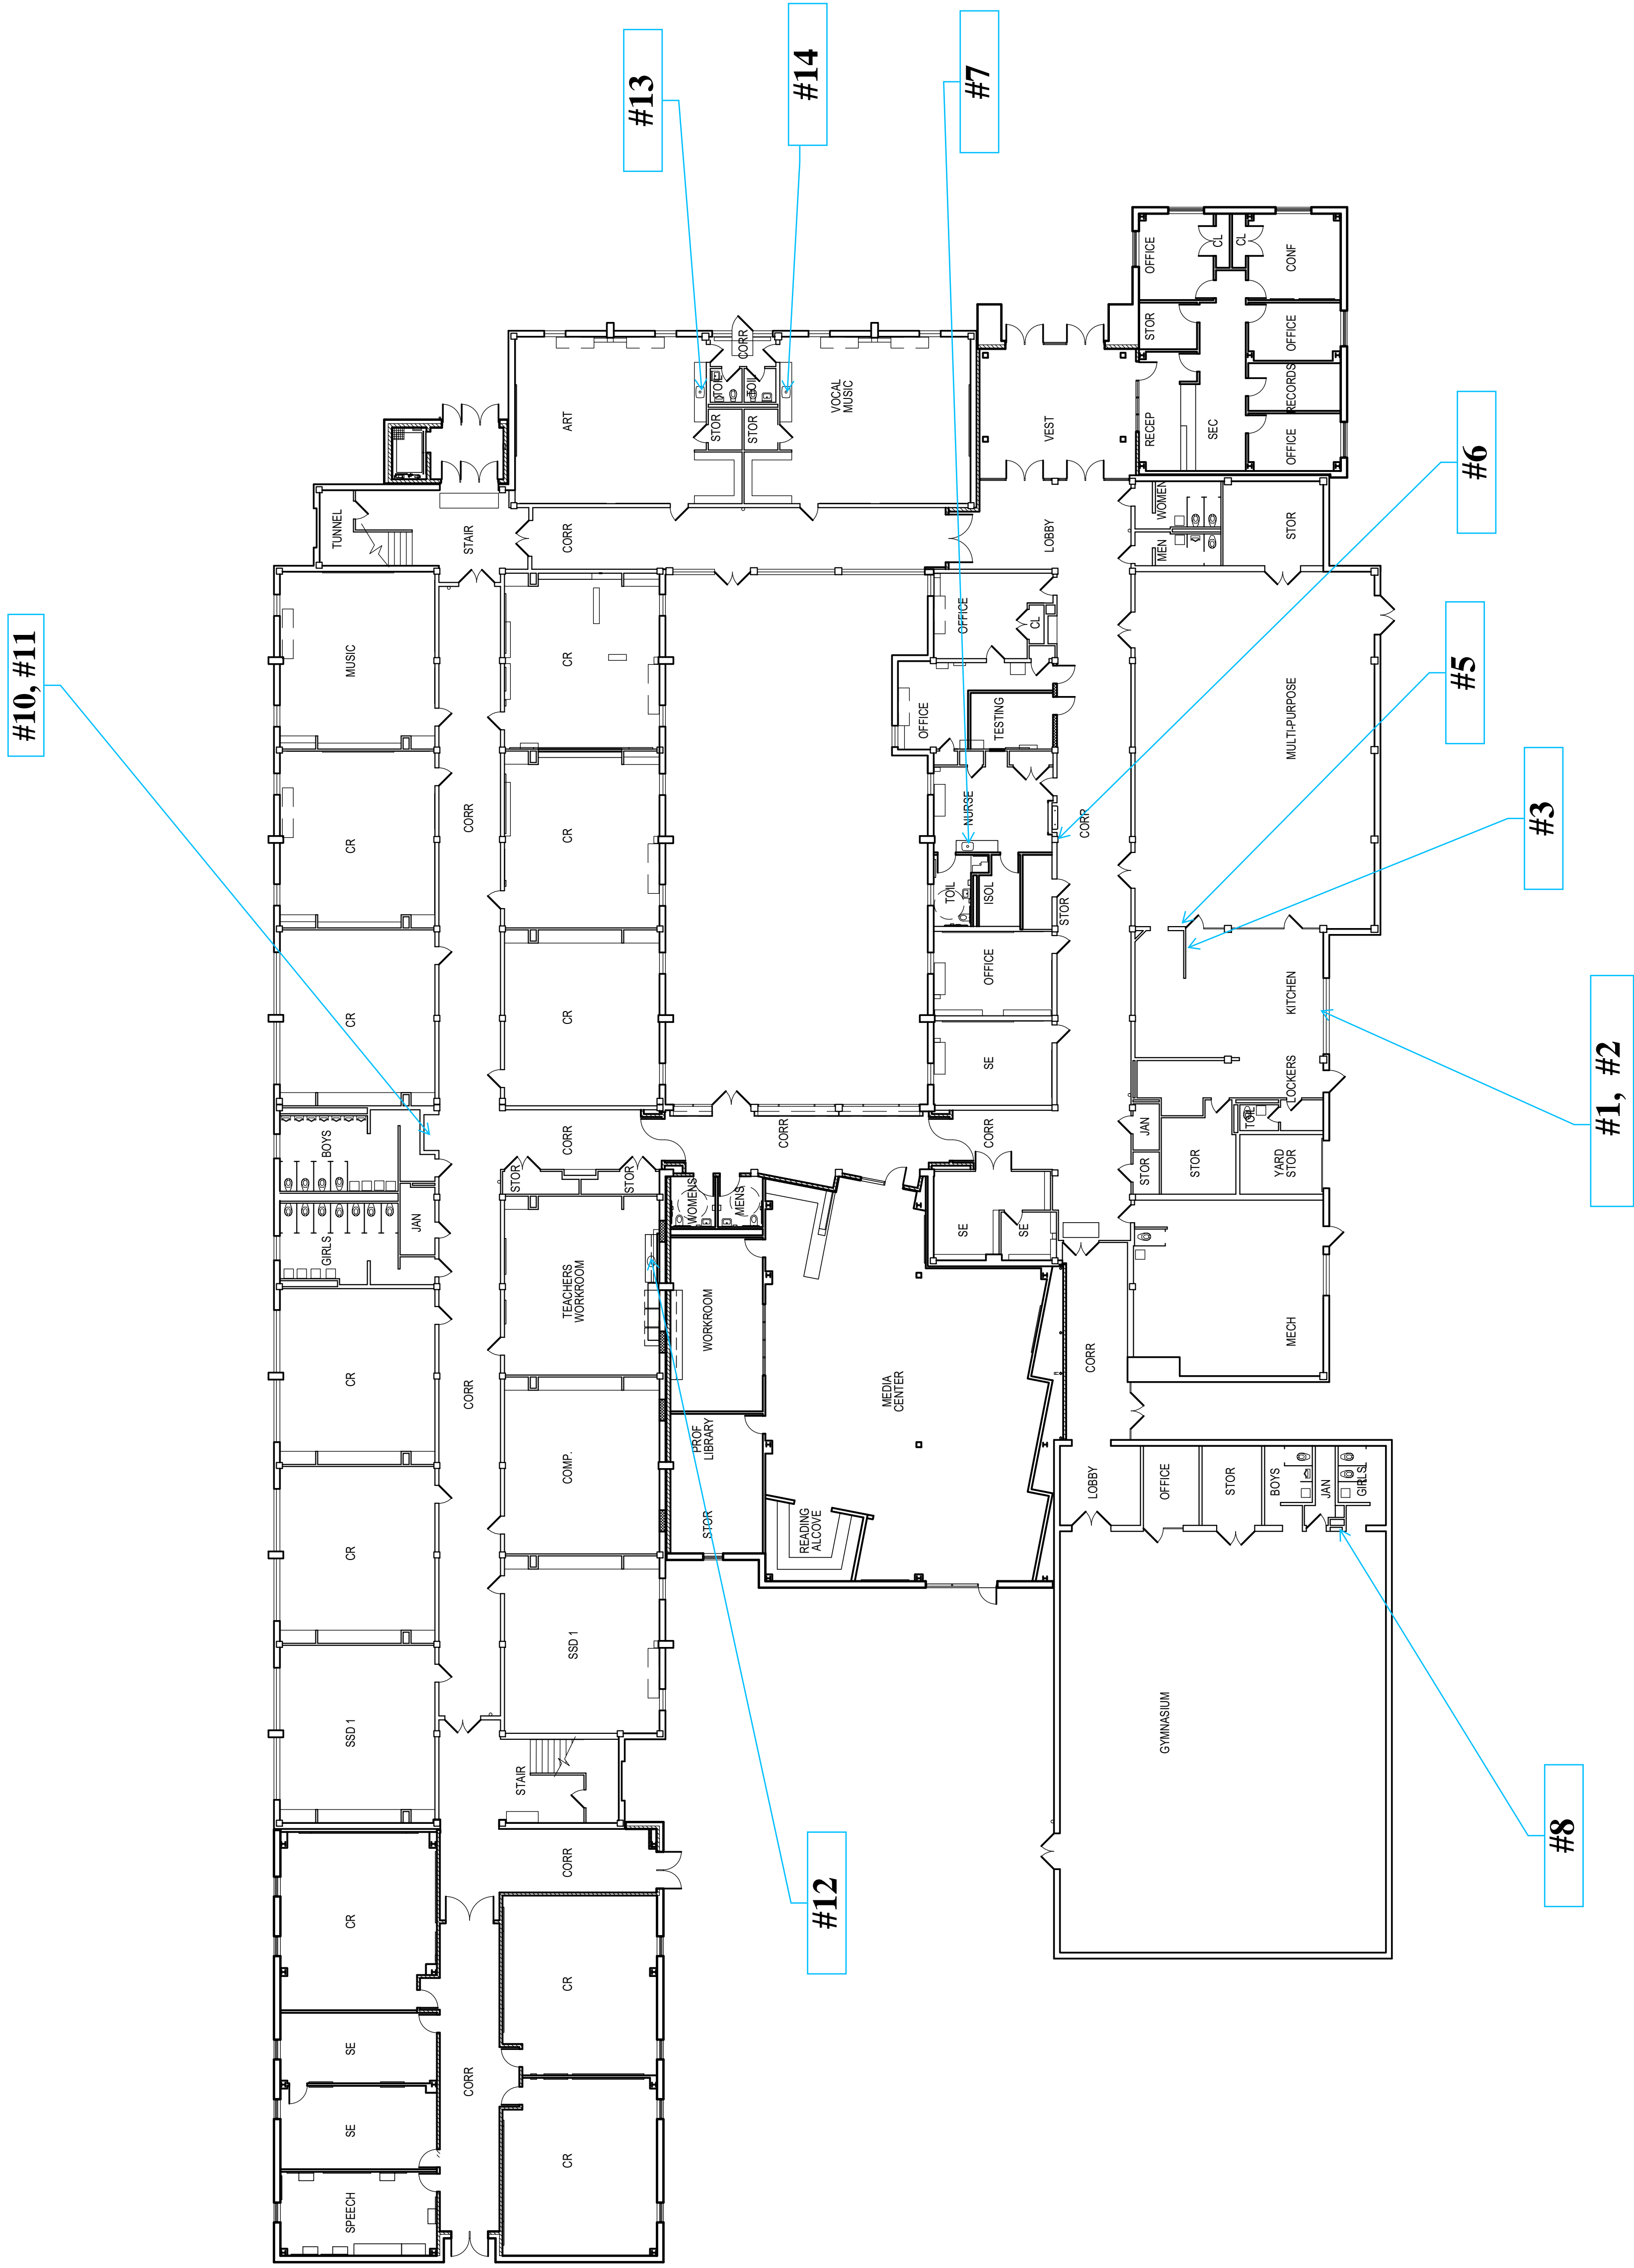 #10, #11
SPEECH
SE
SE
CR
SSD 1
CR
CR
GIRLS
BOYS
CR
CR
MUSIC
TUNNEL
JAN
CORR
CORR
CORR
STAIR
STAIR
STOR
CR
CR
CORR
SSD 1
COMP.
TEACHERS
WORKROOM
CORR
CR
CR
CR
CORR
ART
STOR
#13
STOR
PROF
LIBRARY
WORKROOM
WOMENS
MENS
STOR
TOIL
CORR
STOR
TOIL
CORR
#12
#14
READING
ALCOVE
MEDIA
CENTER
VOCAL
MUSIC
OFFICE
TOIL
SE
OFFICE
NURSE
OFFICE
#7
SE
SE
CORR
ISOL
TESTING
CL
LOBBY
VEST
STOR
CORR
LOBBY
CORR
JAN
STOR
MEN
WOMEN
RECEP
STOR
OFFICE
GYMNASIUM
OFFICE
STOR
SEC
CL
CL
STOR
TOIL
BOYS
MECH
YARD
STOR
LOCKERS
KITCHEN
MULTI-PURPOSE
STOR
OFFICE
RECORDS
OFFICE
CONF
JAN
GIRLS
#6
#5
#3
#8
#1, #2